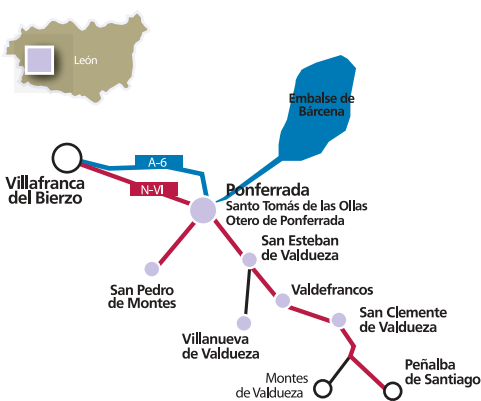 León
Embalse de
Bárcena
A-6
N-VI
Villafranca
del Bierzo
Ponferrada
Santo Tomás de las Ollas
Otero de Ponferrada
San Esteban
de Valdueza
San Pedro
de Montes
Valdefrancos
San Clemente
de Valdueza
Villanueva
de Valdueza
Montes
de Valdueza
Peñalba
de Santiago